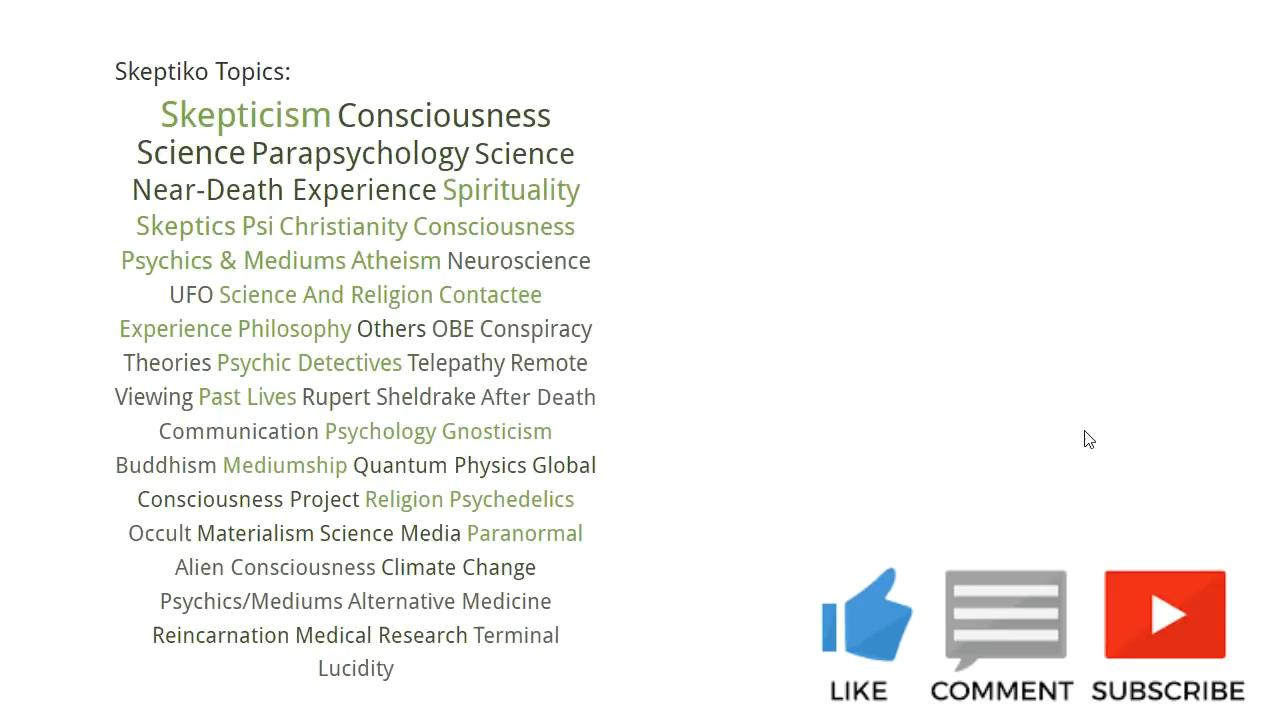 Skeptiko Topics:
Skepticism Consciousness
Science Parapsychology Science
Near-Death Experience Spirituality
Skeptics Psi Christianity Consciousness
Psychics & Mediums Atheism Neuroscience
UFO Science And Religion Contactee
Experience Philosophy Others OBE Conspiracy
Theories Psychic Detectives Telepathy Remote
Viewing Past Lives Rupert Sheldrake After Death
Communication Psychology Gnosticism
Buddhism Mediumship Quantum Physics Global
Consciousness Project Religion Psychedelics
Occult Materialism Science Media Paranormal
Alien Consciousness Climate Change
Psychics/Mediums Alternative Medicine
Reincarnation Medical Research Terminal
Lucidity
LIKE COMMENT SUBSCRIBE